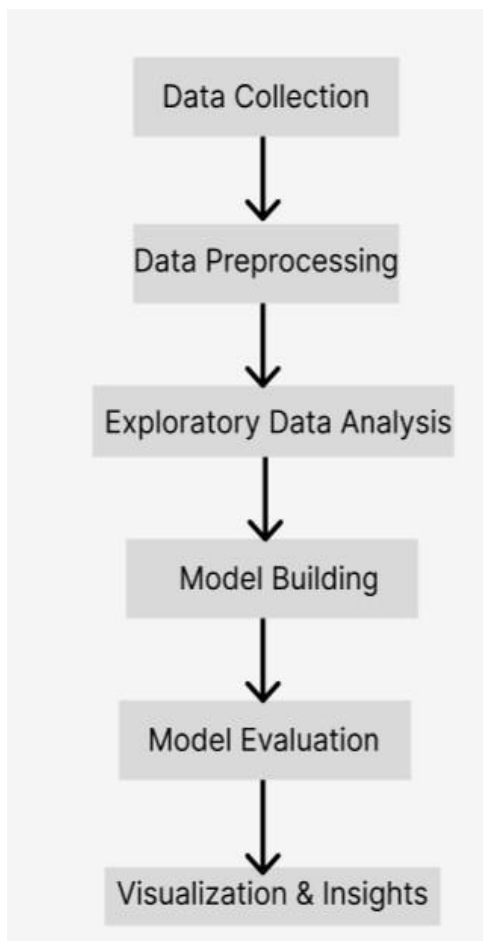 Data Collection
Data Preprocessing
Exploratory Data Analysis
Model Building
Model Evaluation
Visualization & Insights